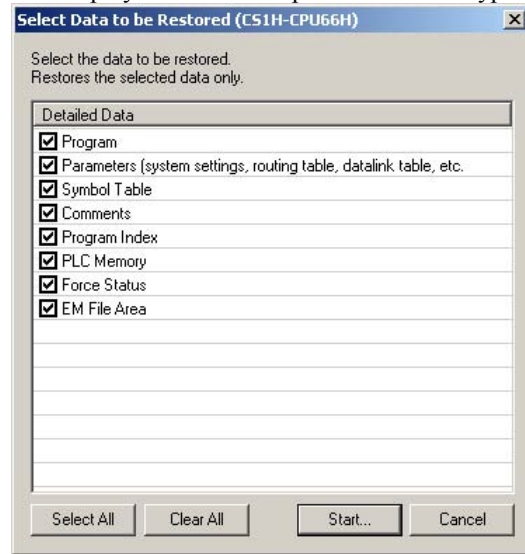 Select Data to be Restored (CS1H-CPU66H)
Select the data to be restored.
Restores the selected data only.
Detailed Data
Program
Parameters (system settings, routing table, datalink table, etc.
Symbol Table
Comments
Program Index
PLC Memory
Force Status
EM File Area
Select All Clear All Start... Cancel